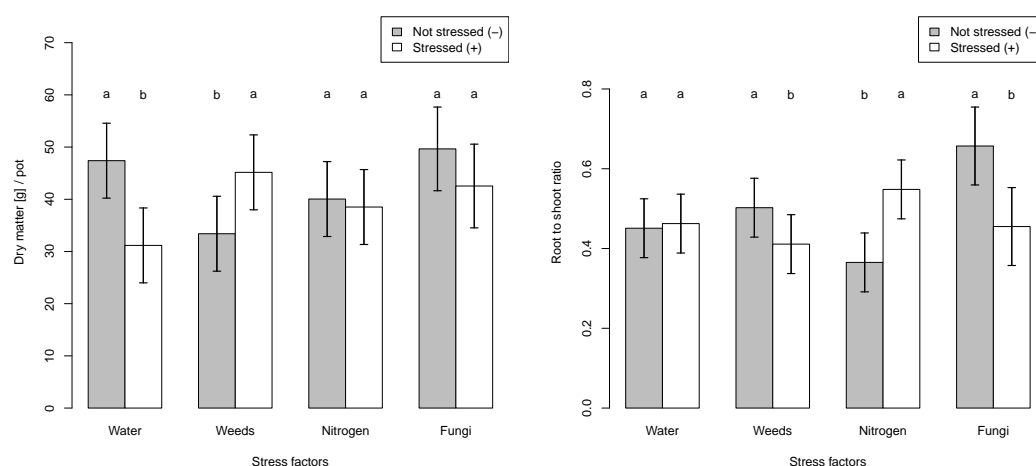 Not stressed (−)
Stressed (+)
70
60
50
40
30
20
10
0
Dry matter [g] / pot
a b b a a a a a
Water Weeds Nitrogen Fungi
Stress factors
Not stressed (−
Stressed (+)
0.8
0.6
0.4
0.2
0.0
Root to shoot ratio
a a a b b a a b
Water Weeds Nitrogen Fungi
Stress factors